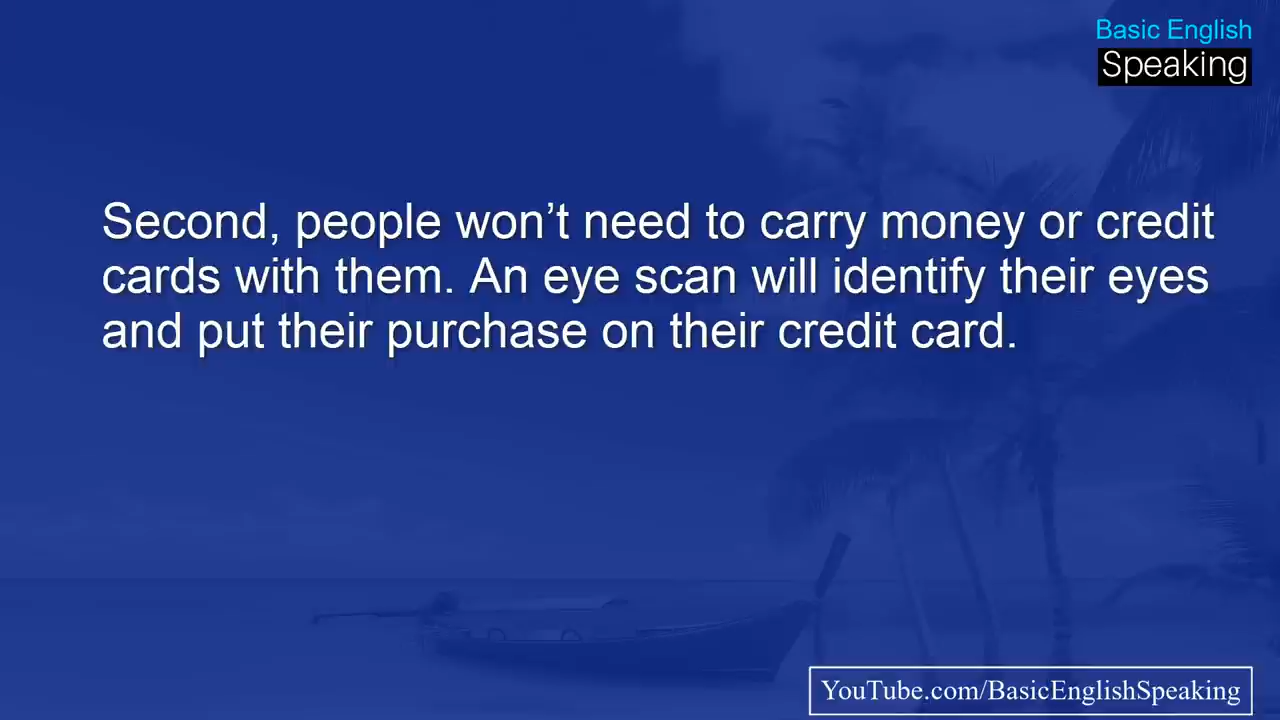 Basic English
Speaking
Second, people won’t need to carry money or credit
cards with them. An eye scan will identify their eyes
and put their purchase on their credit card.
YouTube.com/BasicEnglishSpeaking